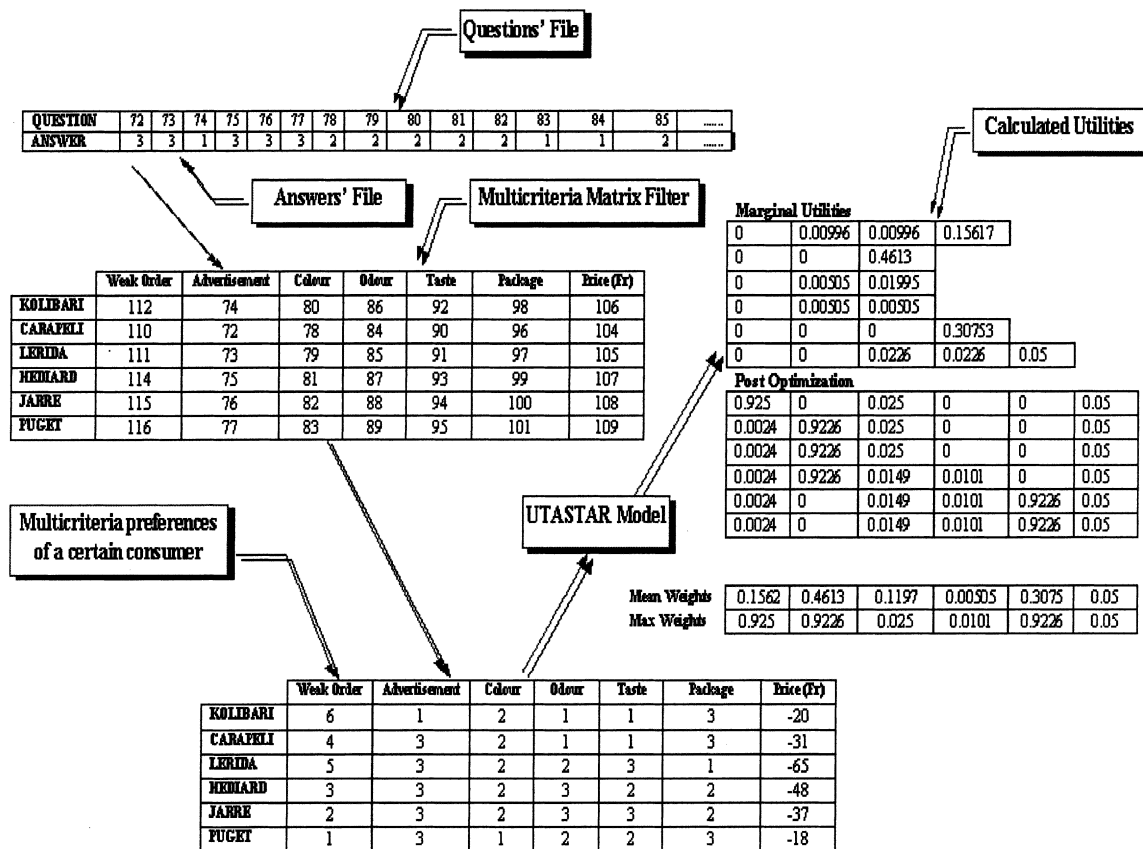 Questions' File
QUESTION 72 73 74 75 76 77 78 79 80 81 82 83 84 85 ......
ANSWER 3 3 1 3 3 3 2 2 2 2 2 1 1 2 ......
Calculated Utilities
Answers' File
Multicriteria Matrix Filter
Weak Order Advertisement Colour Odour Taste Package Price (Fr)
KOLIBARI 112 74 80 86 92 98 106
CARAPELI 110 72 78 84 90 96 104
LERIDA 111 73 79 85 91 97 105
HEDIARD 114 75 81 87 93 99 107
JARRE 115 76 82 88 94 100 108
PUGET 116 77 83 89 95 101 109
Marginal Utilities
0 0.00996 0.00996 0.15617
0 0 0.4613
0 0.00505 0.01995
0 0.00505 0.00505
0 0 0 0.30753
0 0 0.0226 0.0226 0.05
Post Optimization
0.925 0 0.025 0 0 0.05
0.0024 0.9226 0.025 0 0 0.05
0.0024 0.9226 0.025 0 0 0.05
0.0024 0.9226 0.0149 0.0101 0 0.05
0.0024 0 0.0149 0.0101 0.9226 0.05
0.0024 0 0.0149 0.0101 0.9226 0.05
Multicriteria preferences
of a certain consumer
UTASTAR Model
Mean Weights 0.1562 0.4613 0.1197 0.00505 0.3075 0.05
Max Weights 0.925 0.9226 0.025 0.0101 0.9226 0.05
Weak Order Advertisement Colour Odour Taste Package Price (Fr)
KOLIBARI 6 1 2 1 1 3 -20
CARAPELI 4 3 2 1 1 3 -31
LERIDA 5 3 2 2 3 1 -65
HEDIARD 3 3 2 3 2 2 -48
JARRE 2 3 2 3 3 2 -37
PUGET 1 3 1 2 2 3 -18